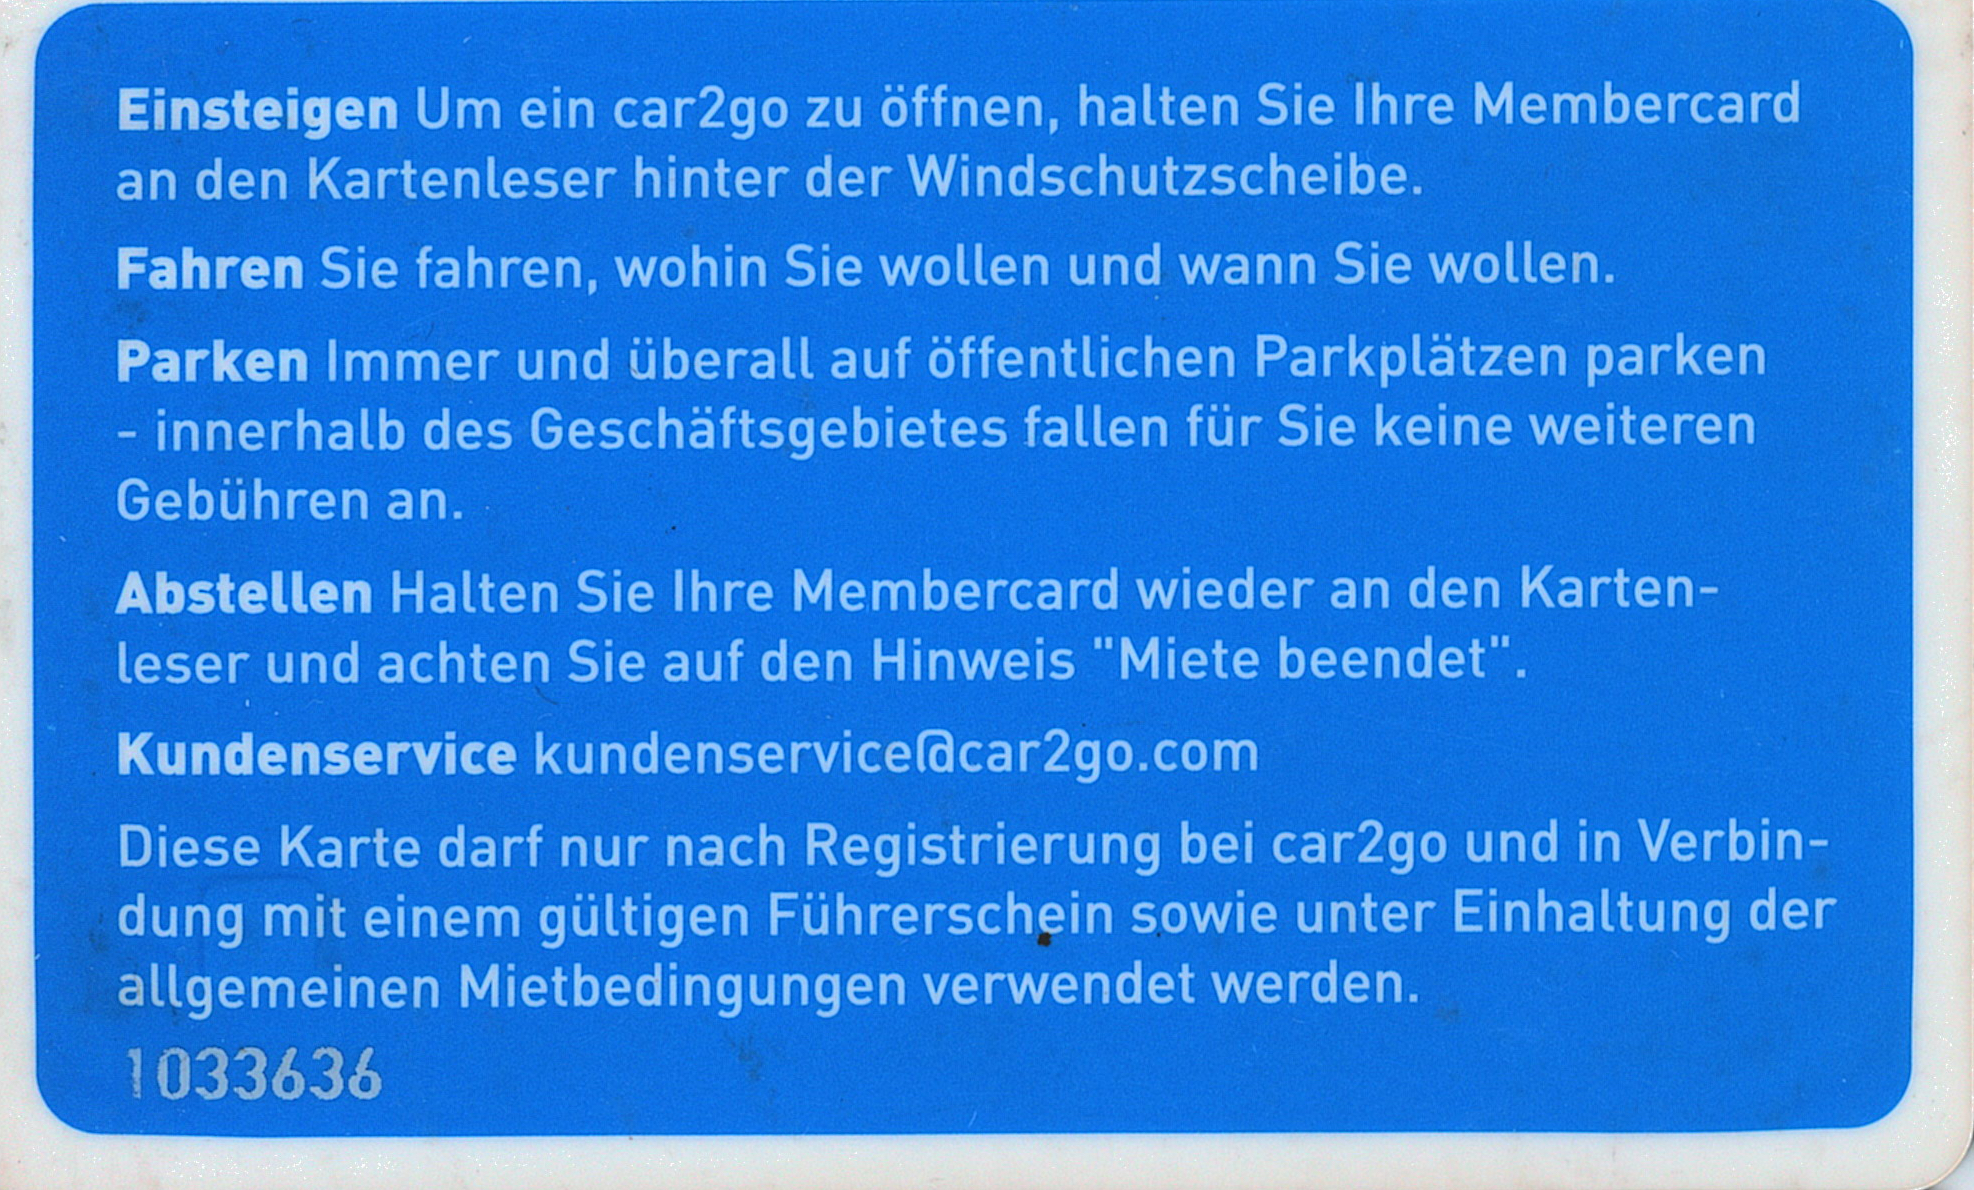 Einsteigen Um ein car2go zu öffnen, halten Sie Ihre Membercard
an den Kartenleser hinter der Windschutzscheibe.
Fahren Sie fahren, wohin Sie wollen und wann Sie wollen.
Parken Immer und überall auf öffentlichen Parkplätzen parken
- innerhalb des Geschäftsgebietes fallen für Sie keine weiteren
Gebühren an.
Abstellen Halten Sie Ihre Membercard wieder an den Karten-
leser und achten Sie auf den Hinweis "Miete beendet".
Kundenservice kundenservice@car2go.com
Diese Karte darf nur nach Registrierung bei car2go und in Verbin-
dung mit einem gültigen Führerschein sowie unter Einhaltung der
allgemeinen Mietbedingungen verwendet werden.
1033636